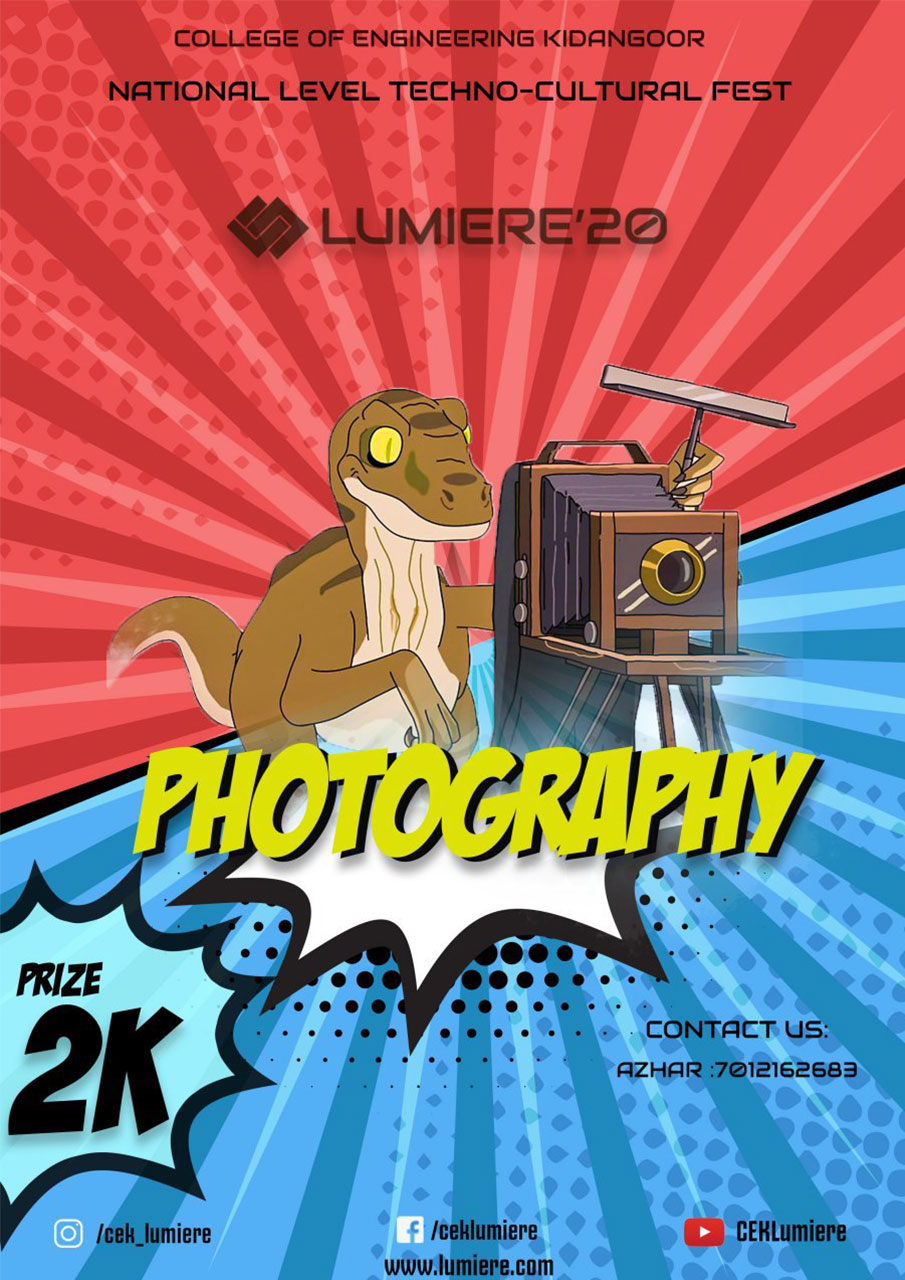 COLLEGE OF ENGINEERING KIDANGOOR
NATIONAL LEVEL TECHNO-CULTURAL FEST
LUMIERE'20
PHOTOGRAPHY
PRIZE
2K
CONTACT US:
AZHAR :7012162683
/cek_lumiere
/ceklumiere
CEKLumiere
www.lumiere.com